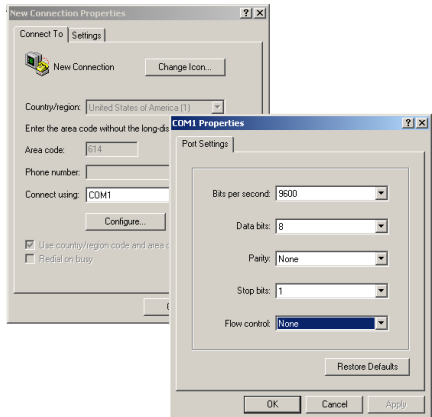 New Connection Properties
Connect To
Settings
New Connection
Change Icon...
Country/region: United States of America (1)
Enter the area code without the long-dis
Area code: 614
Phone number:
Connect using: COM1
Configure...
Use country/region code and area
Redial on busy
COM1 Properties
Port Settings
Bits per second: 9600
Data bits: 8
Parity: None
Stop bits: 1
Flow control: None
Restore Defaults
OK
Cancel
Apply